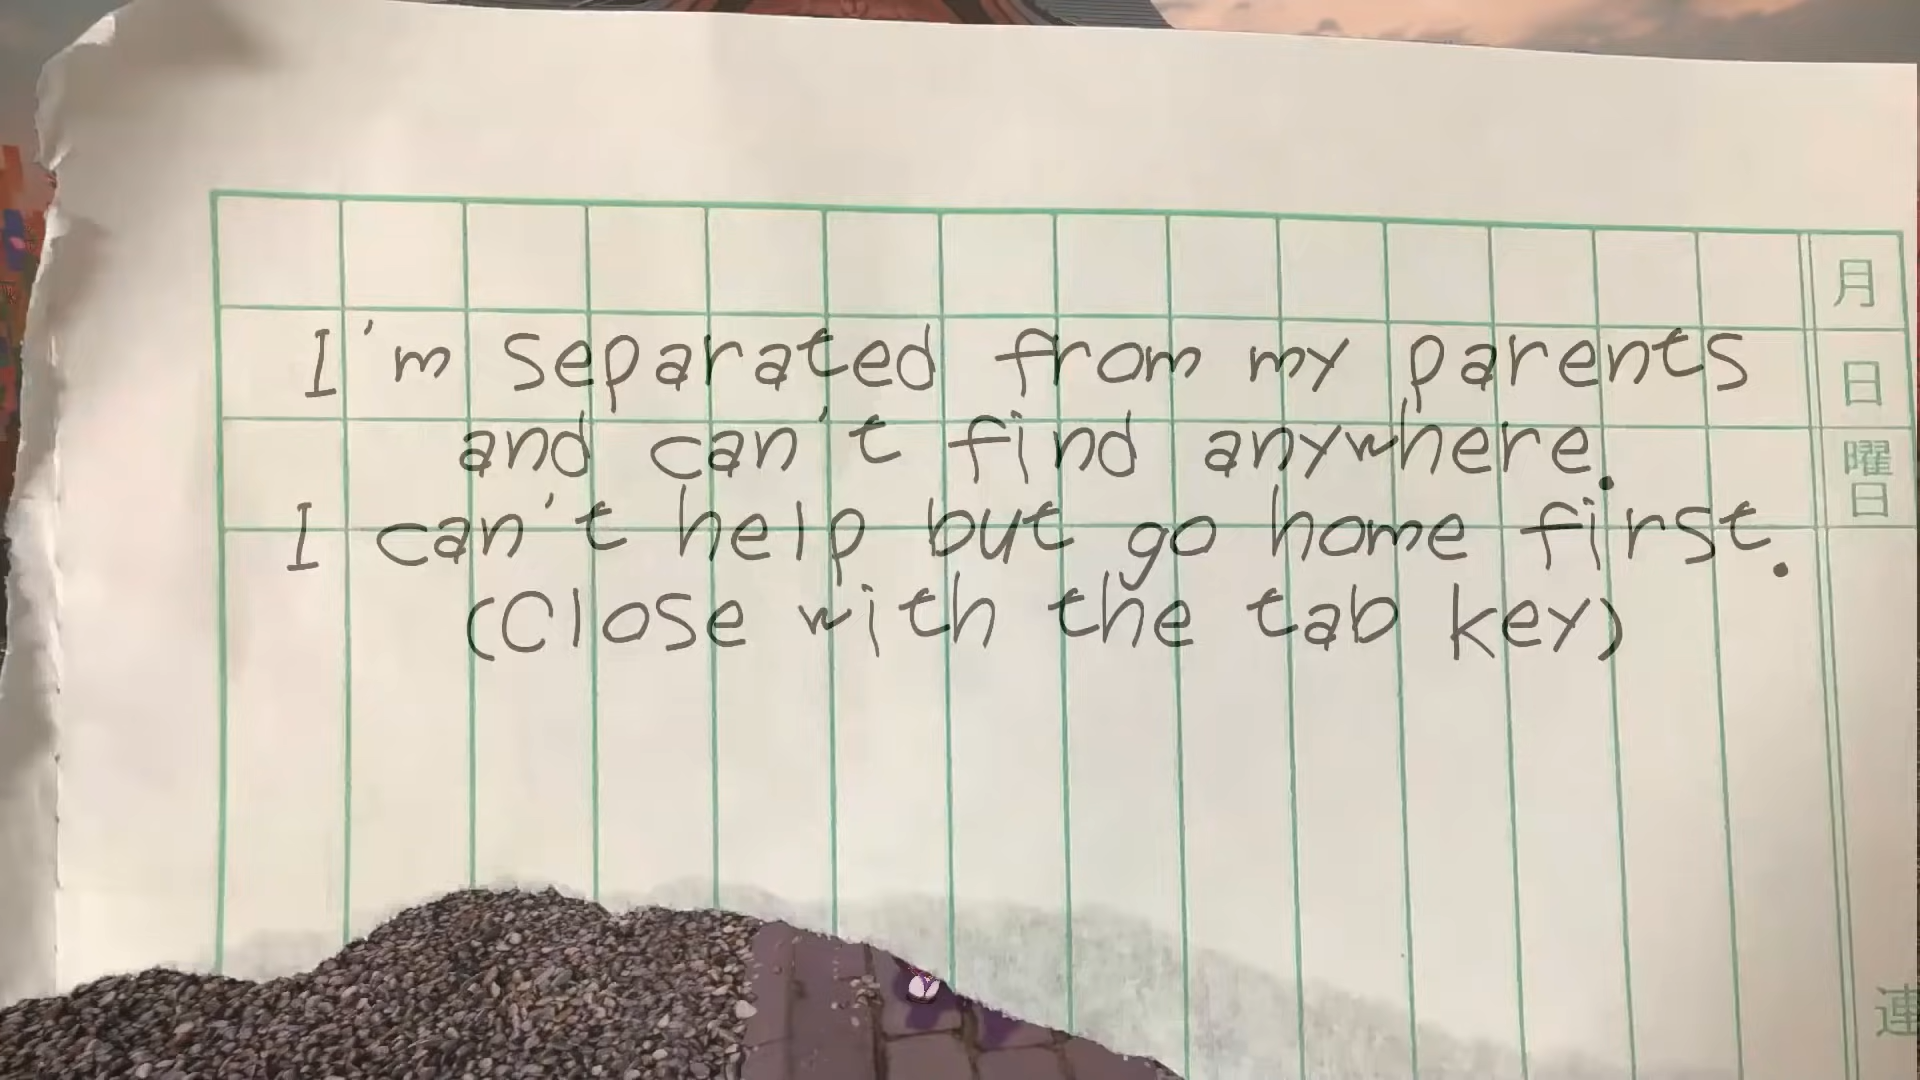 I'm separated from my parents
and can't find anywhere.
I can't help but go home first.
(Close with the tab key)
月
日
曜日
連